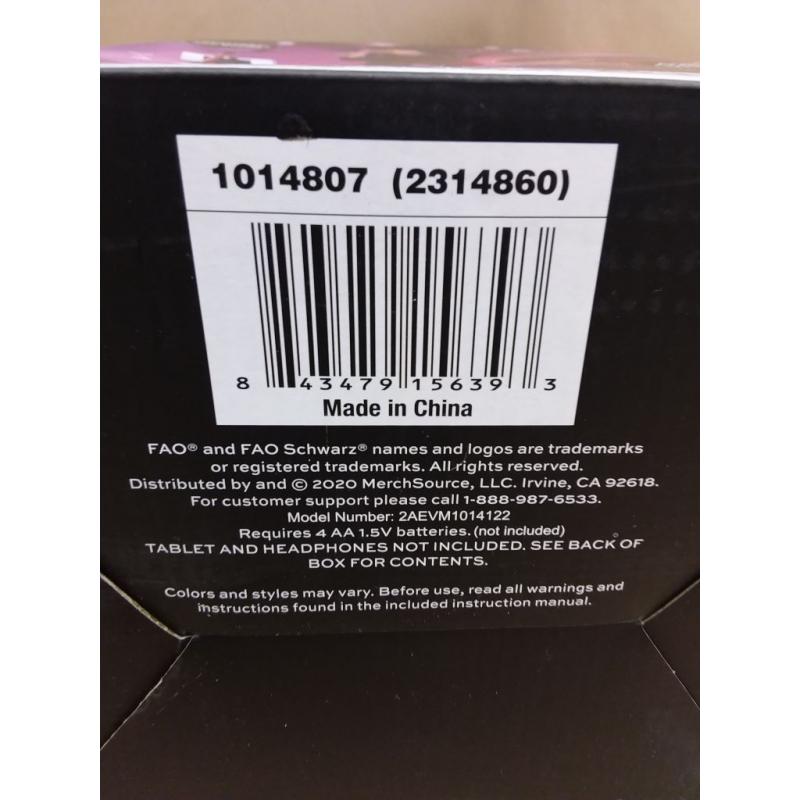 1014807 (2314860)
8 43479 15639 3
Made in China
FAO® and FAO Schwarz® names and logos are trademarks
or registered trademarks. All rights reserved.
Distributed by and © 2020 MerchSource, LLC. Irvine, CA 92618.
For customer support please call 1-888-987-6533.
Model Number: 2AEVM1014122
Requires 4 AA 1.5V batteries. (not included)
TABLET AND HEADPHONES NOT INCLUDED. SEE BACK OF
BOX FOR CONTENTS.
Colors and styles may vary. Before use, read all warnings and
instructions found in the included instruction manual.